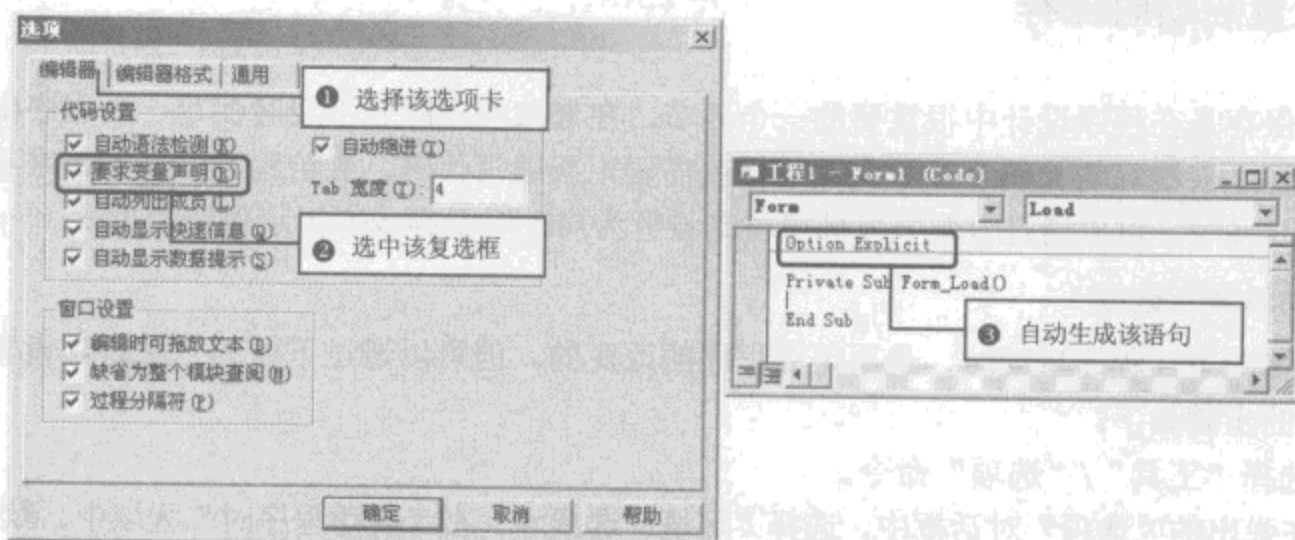 选项
编辑器 编辑器格式 通用
❶ 选择该选项卡
代码设置
自动语法检测(K)
自动缩进(I)
要求变量声明(R)
Tab 宽度(T): 4
自动列出成员(L)
自动显示快速信息(Q)
❷ 选中该复选框
自动显示数据提示(S)
窗口设置
编辑时可拖放文本(D)
缺省为整个模块查阅(M)
过程分隔符(P)
确定 取消 帮助
工程1 - Form1 (Code)
Form Load
Option Explicit
Private Sub Form_Load()
End Sub
❸ 自动生成该语句